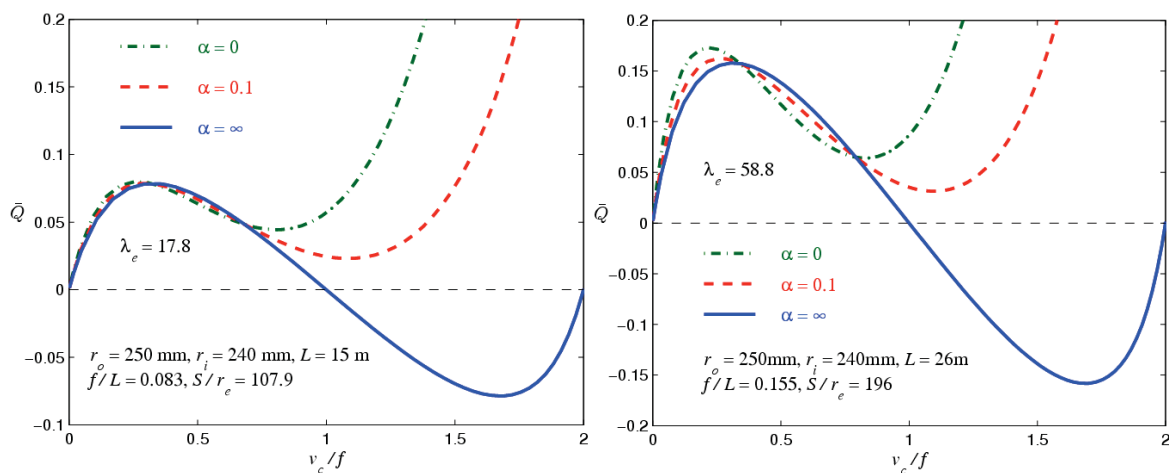 0.2
0.15
0.1
0.05
0
−0.05
−0.1
Q̄
α = 0
α = 0.1
α = ∞
λe = 17.8
ro = 250 mm, ri = 240 mm, L = 15 m
f/L = 0.083, S/re = 107.9
0 0.5 1 1.5 2
vc/f
0.2
0.15
0.1
0.05
0
−0.05
−0.1
−0.15
−0.2
Q̄
λe = 58.8
α = 0
α = 0.1
α = ∞
ro = 250mm, ri = 240mm, L = 26m
f/L = 0.155, S/re = 196
0 0.5 1 1.5 2
vc/f